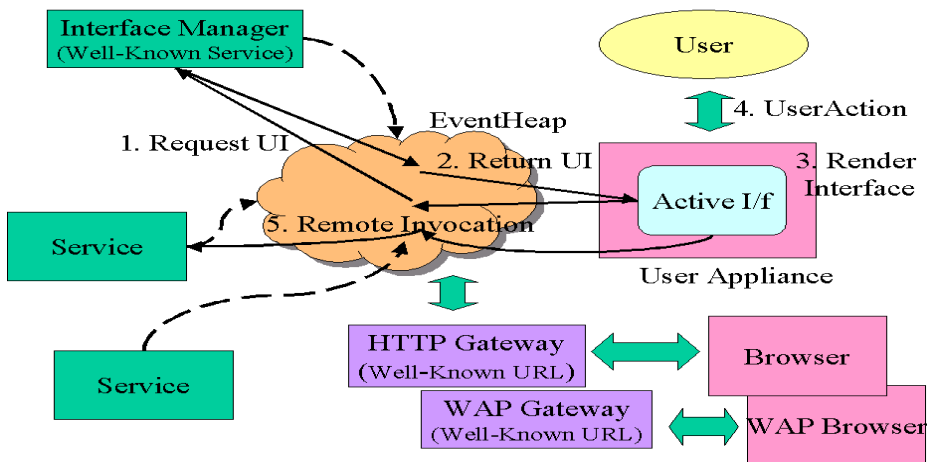 Interface Manager
(Well-Known Service)
User
4. UserAction
EventHeap
1. Request UI
2. Return UI
3. Render
Interface
Active I/f
5. Remote Invocation
Service
User Appliance
HTTP Gateway
(Well-Known URL)
Browser
Service
WAP Gateway
(Well-Known URL)
WAP Browser